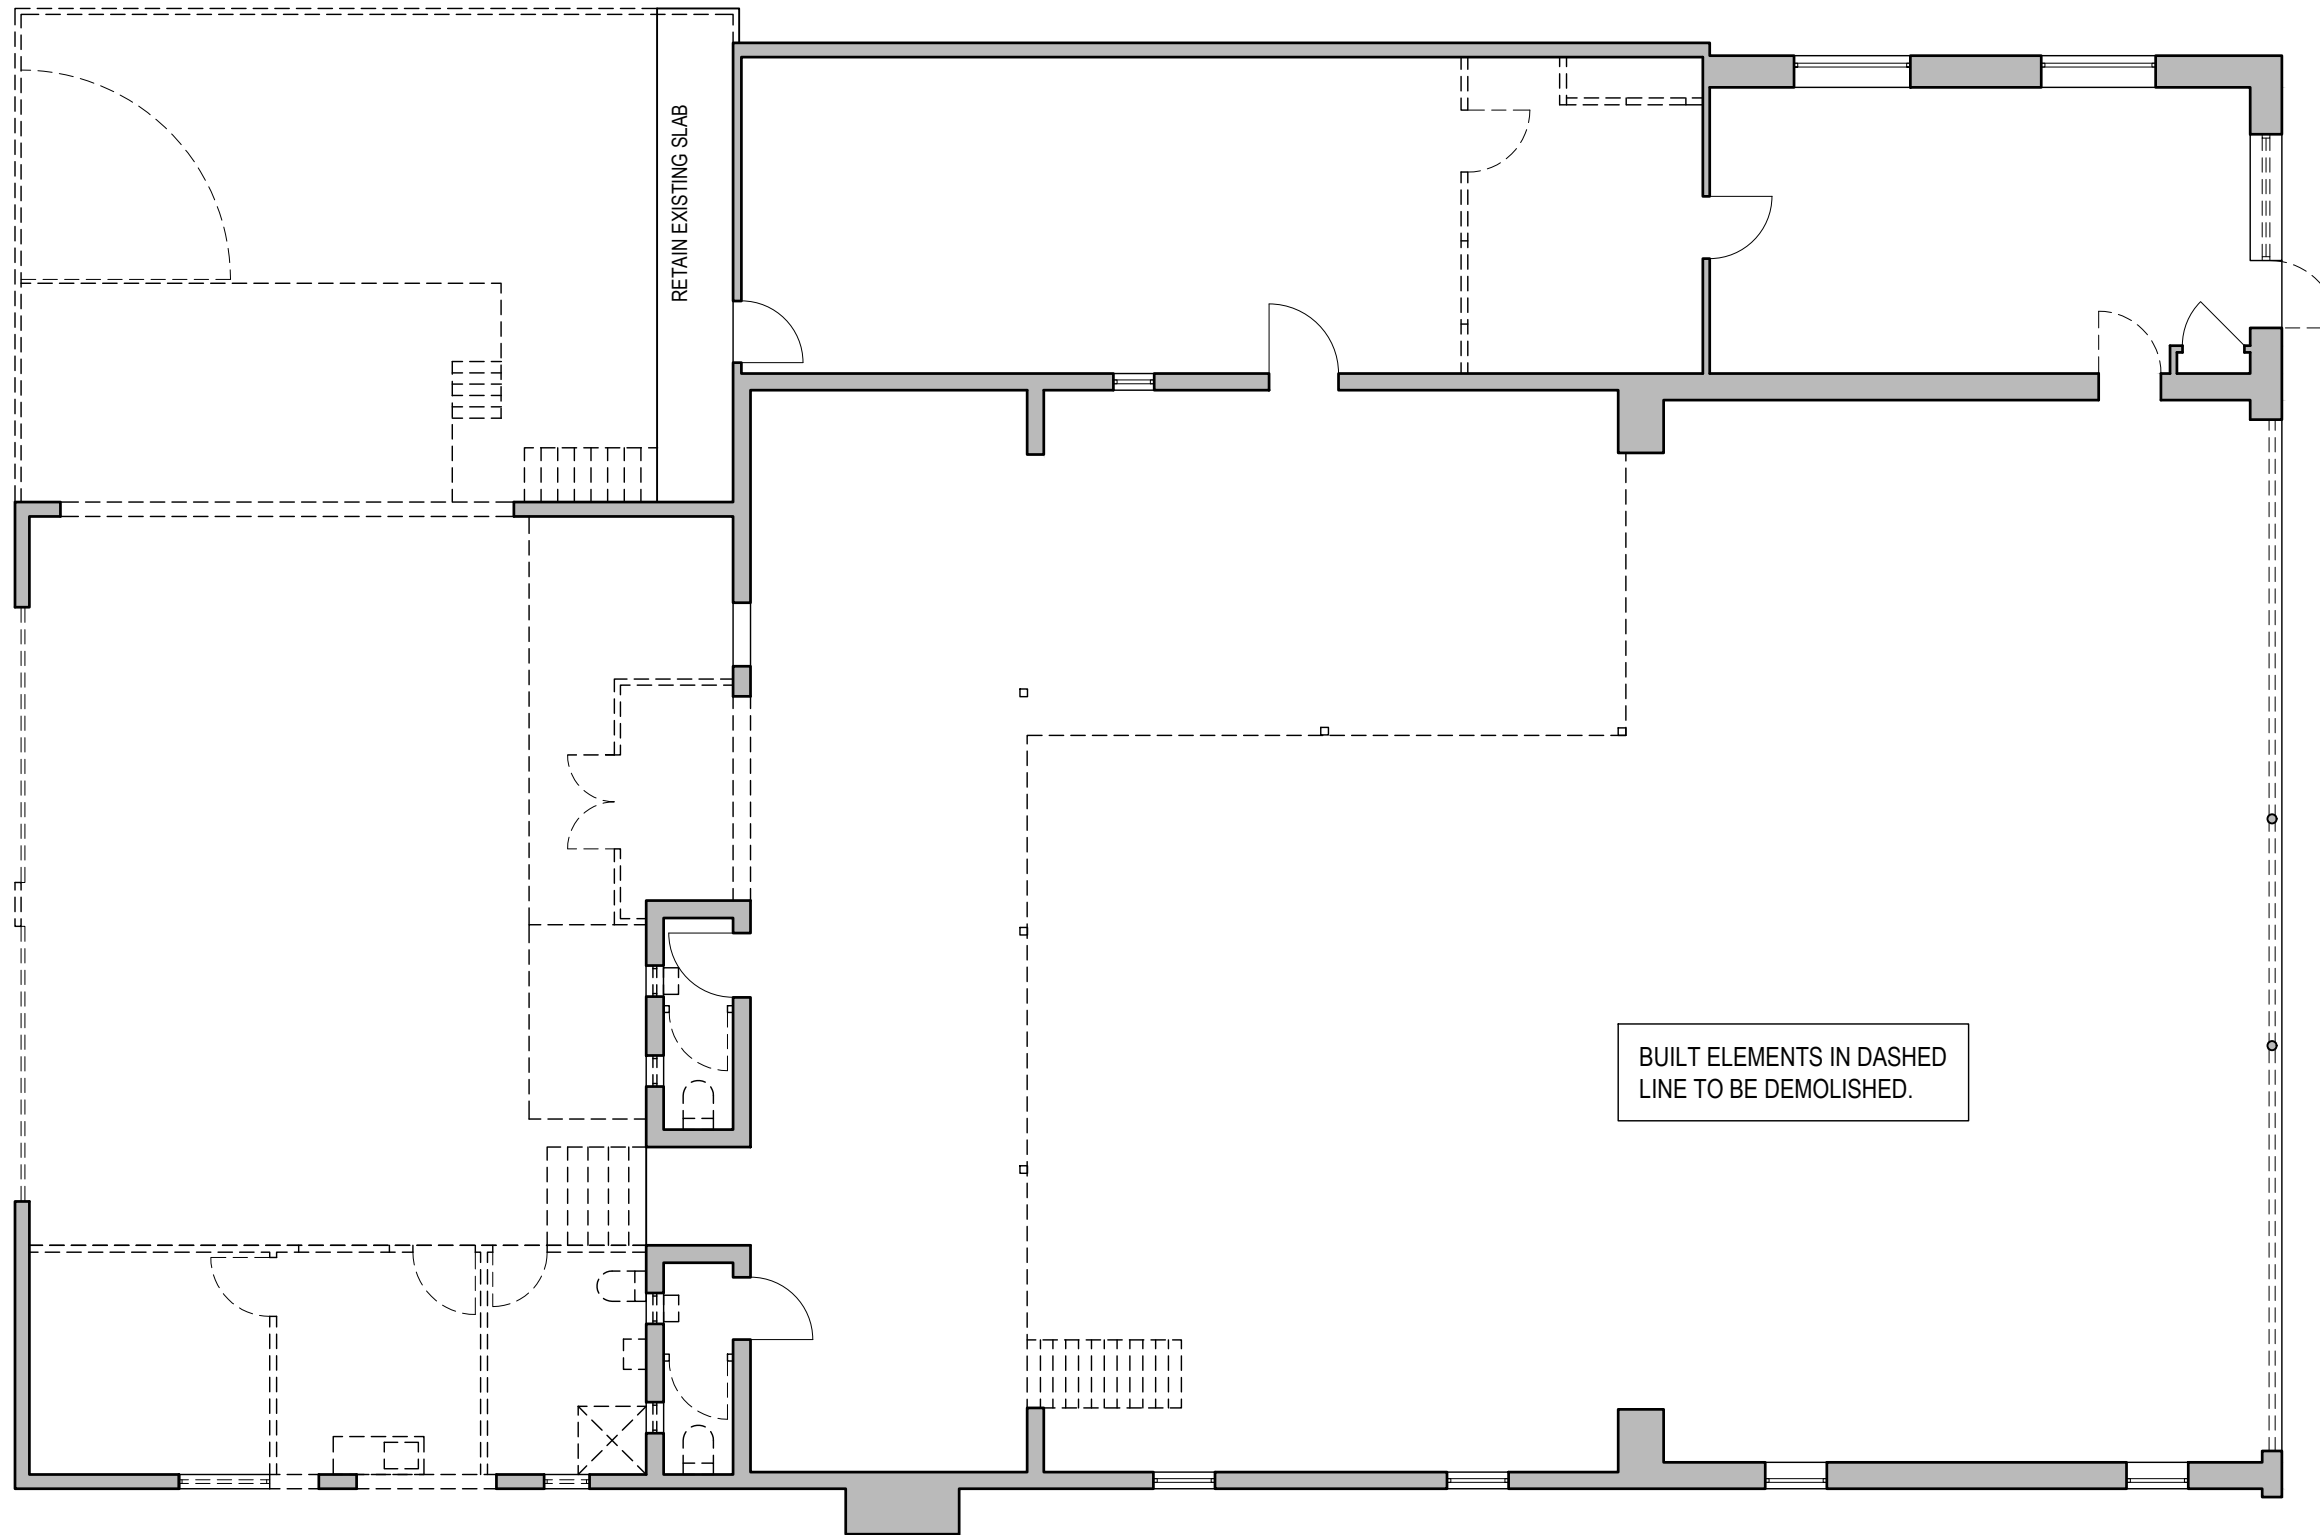 RETAIN EXISTING SLAB
BUILT ELEMENTS IN DASHED
LINE TO BE DEMOLISHED.